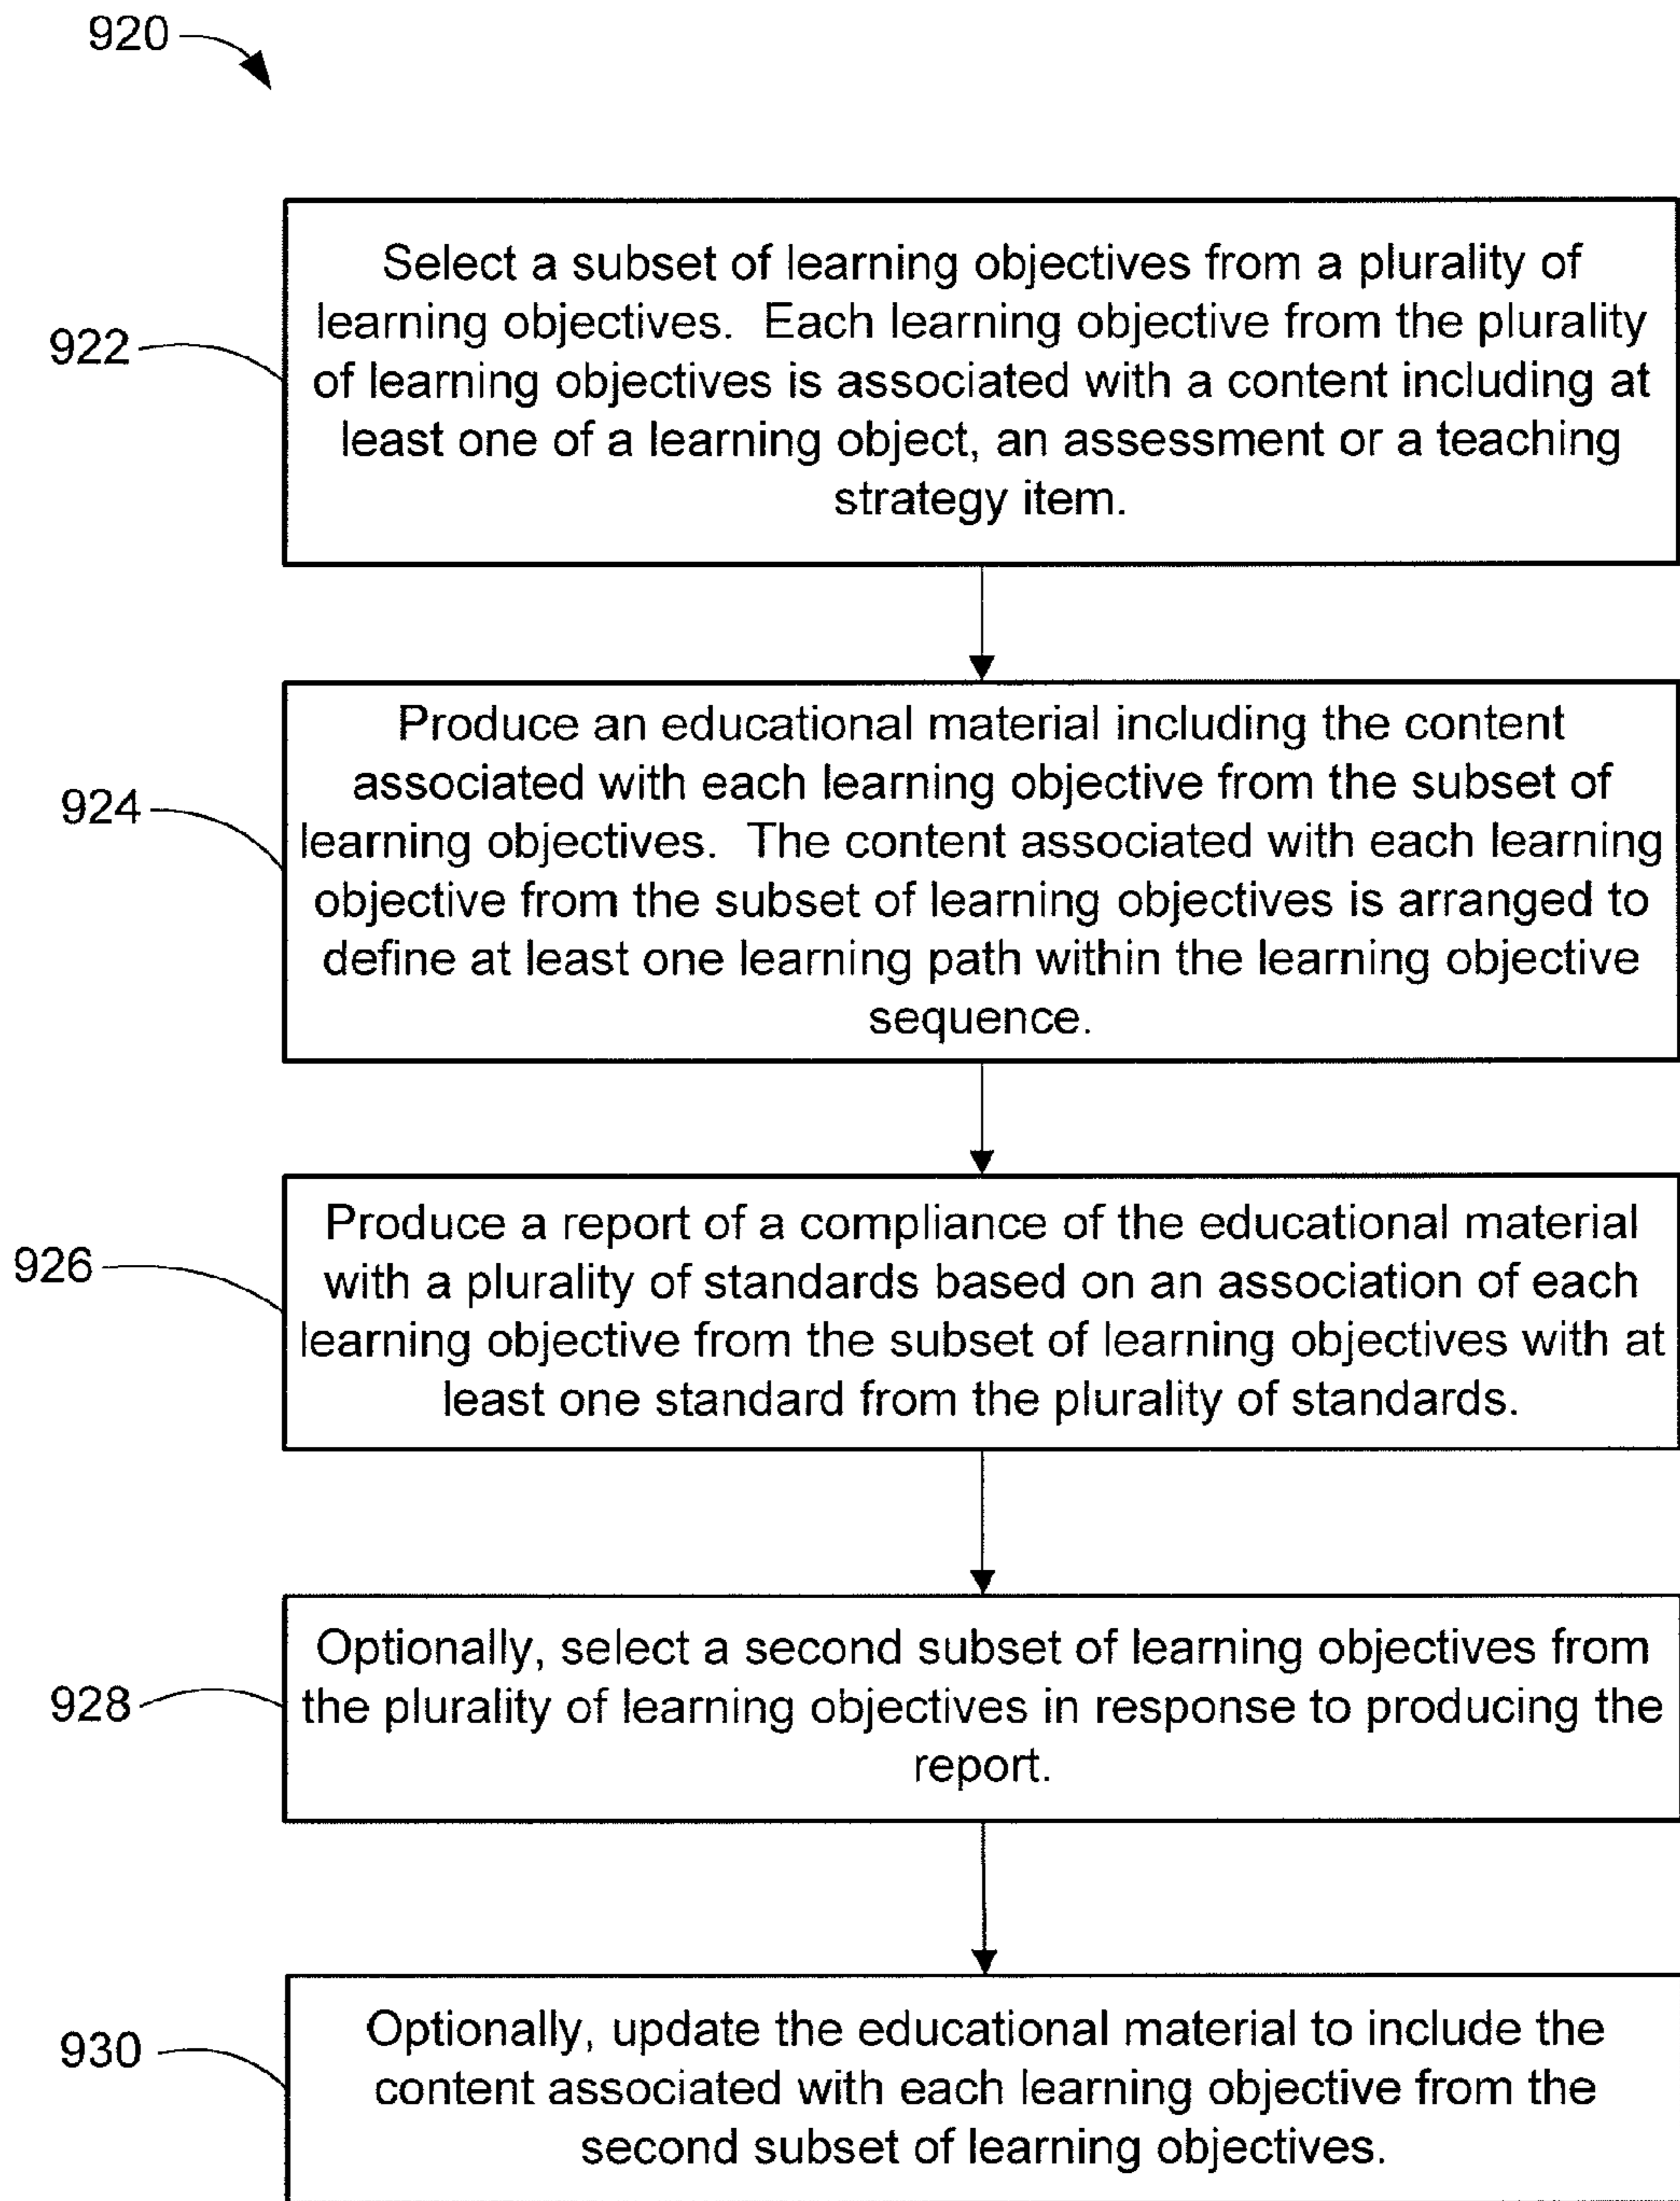 920
922
Select a subset of learning objectives from a plurality of
learning objectives.  Each learning objective from the plurality
of learning objectives is associated with a content including at
least one of a learning object, an assessment or a teaching
strategy item.
924
Produce an educational material including the content
associated with each learning objective from the subset of
learning objectives.  The content associated with each learning
objective from the subset of learning objectives is arranged to
define at least one learning path within the learning objective
sequence.
926
Produce a report of a compliance of the educational material
with a plurality of standards based on an association of each
learning objective from the subset of learning objectives with at
least one standard from the plurality of standards.
928
Optionally, select a second subset of learning objectives from
the plurality of learning objectives in response to producing the
report.
930
Optionally, update the educational material to include the
content associated with each learning objective from the
second subset of learning objectives.